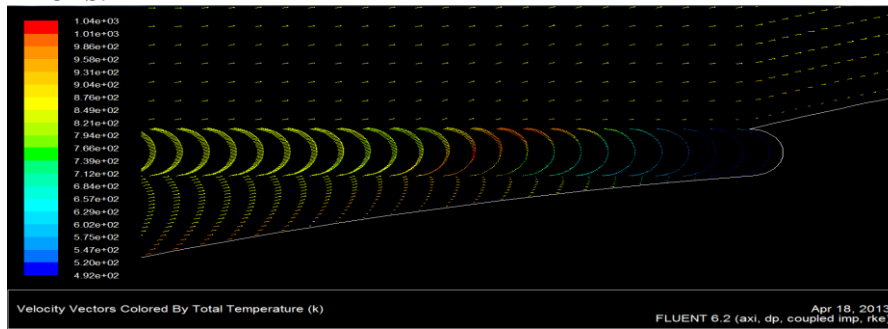 1.04e+03
1.01e+03
9.86e+02
9.58e+02
9.31e+02
9.04e+02
8.76e+02
8.49e+02
8.21e+02
7.94e+02
7.66e+02
7.39e+02
7.12e+02
6.84e+02
6.57e+02
6.29e+02
6.02e+02
5.75e+02
5.47e+02
5.20e+02
4.92e+02
Velocity Vectors Colored By Total Temperature (k)
Apr 18, 2013
FLUENT 6.2 (axi, dp, coupled imp, rke)